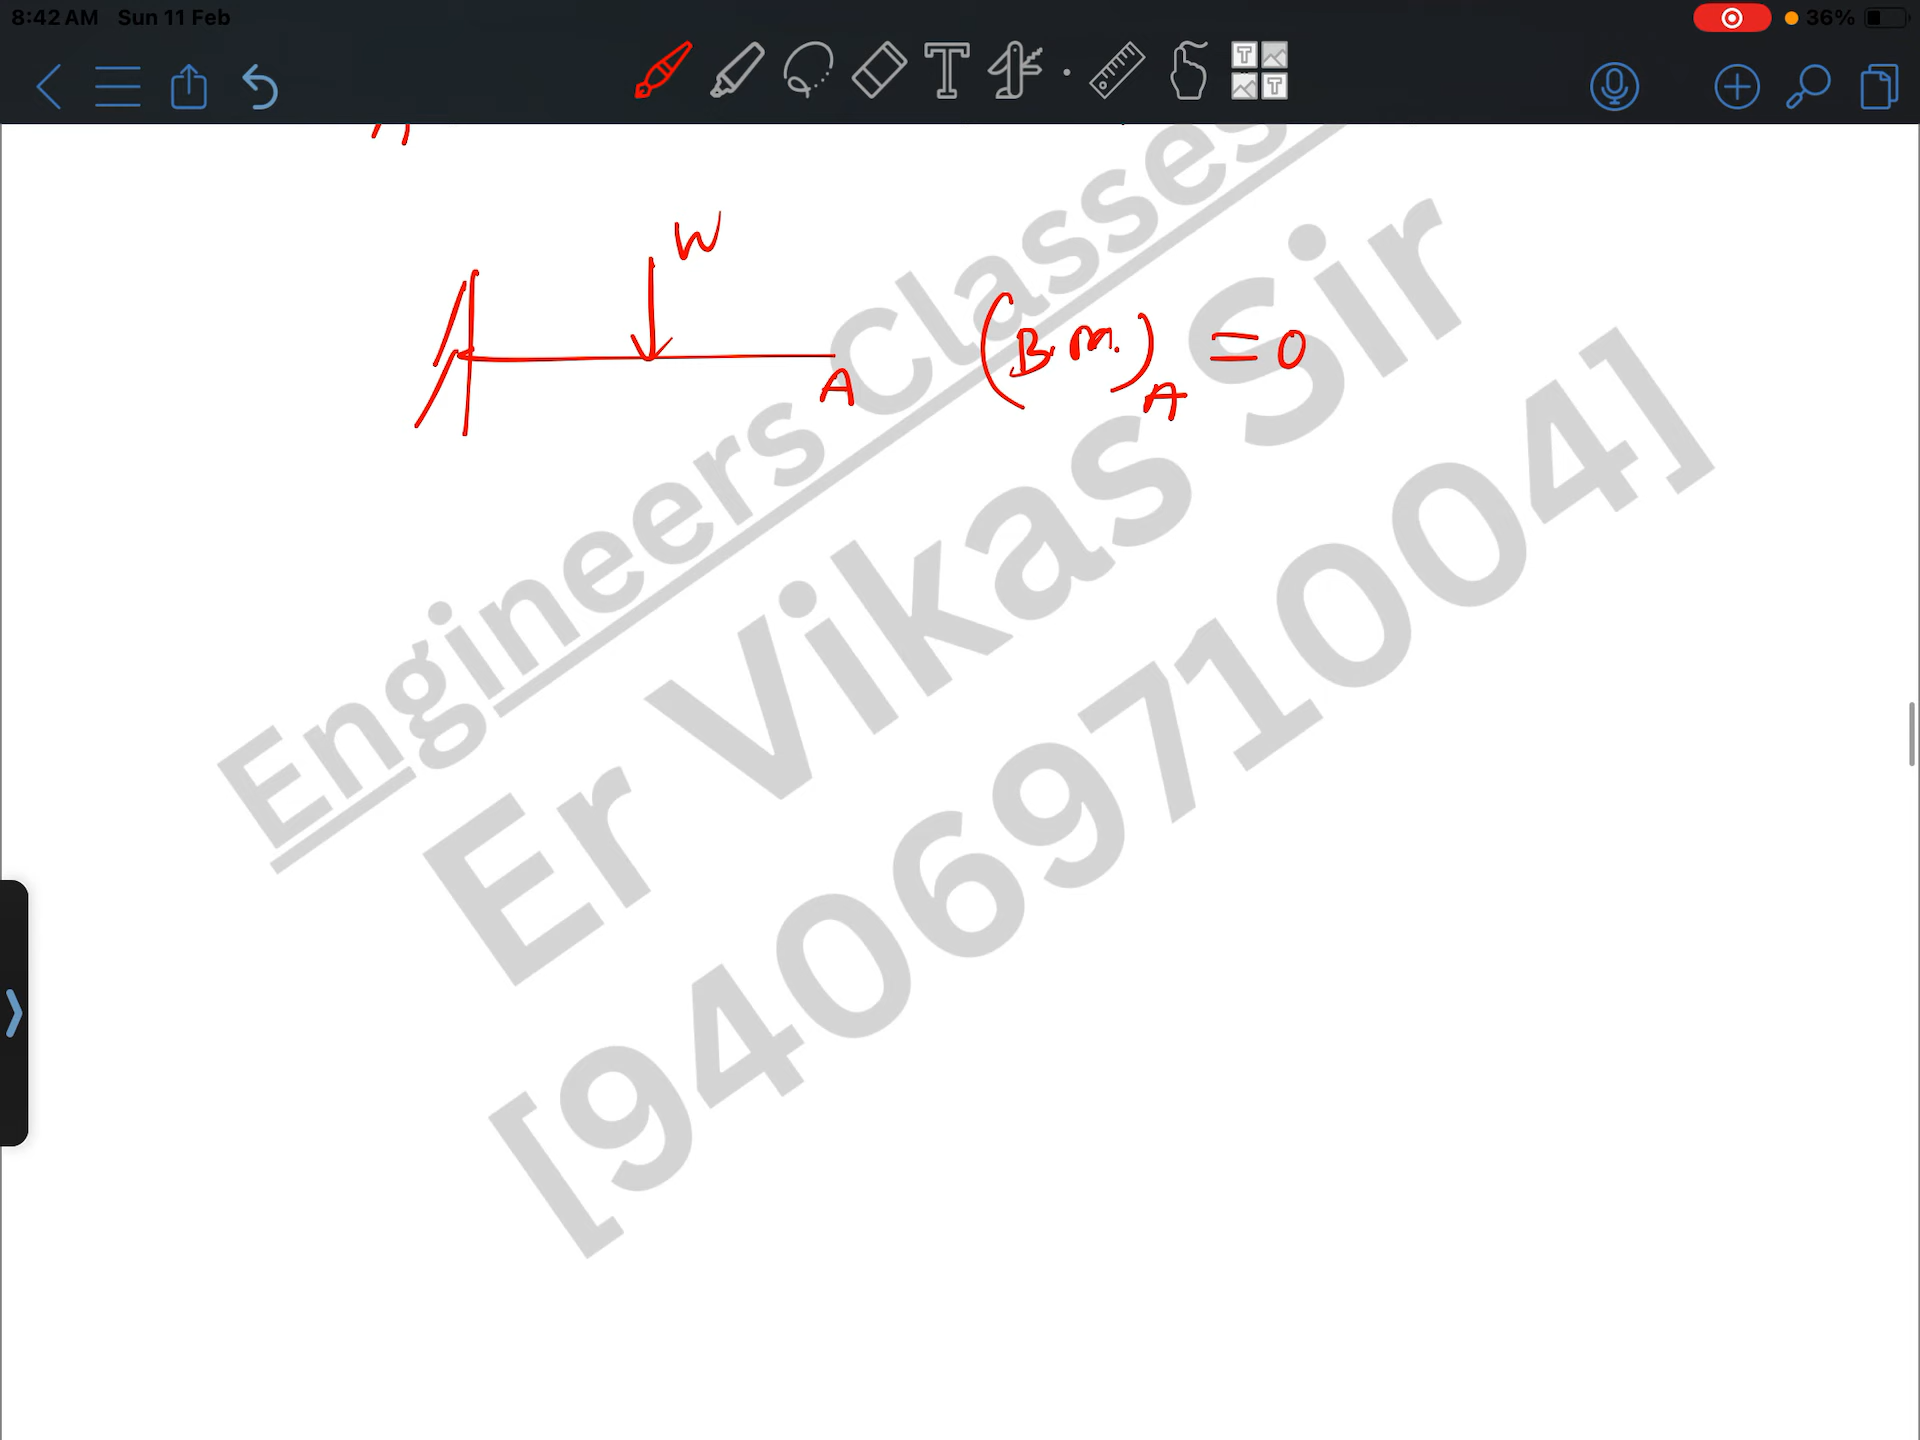 8:42 AM Sun 11 Feb
36%
W
A
(B.M.)A = 0
Engineers Classes
Er Vikas Sir
[9406971004]